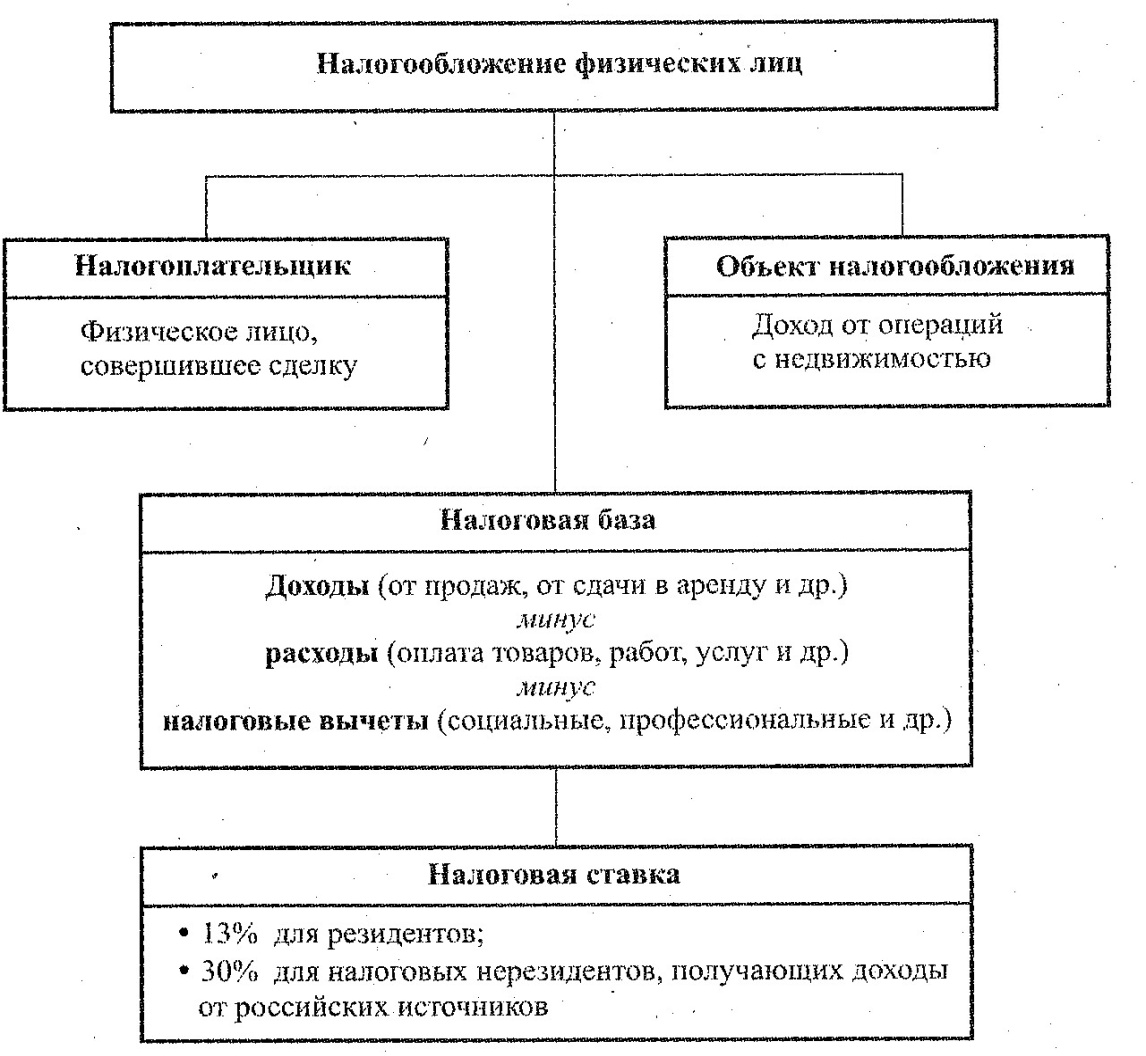 Налогообложение физических лиц
Налогоплательщик
Физическое лицо,
совершившее сделку
Объект налогообложения
Доход от операций
с недвижимостью
Налоговая база
Доходы (от продаж, от сдачи в аренду и др.)
минус
расходы (оплата товаров, работ, услуг и др.)
минус
налоговые вычеты (социальные, профессиональные и др.)
Налоговая ставка
• 13% для резидентов;
• 30% для налоговых нерезидентов, получающих доходы
от российских источников